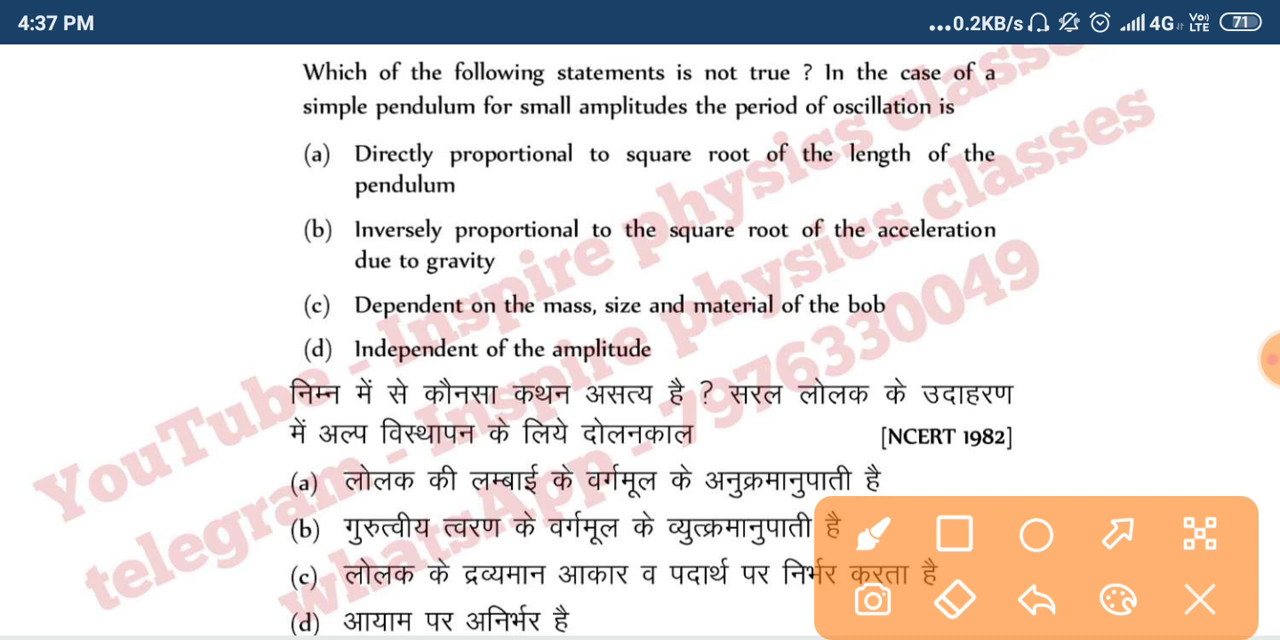 4:37 PM
...0.2KB/s 4G Vo)) LTE 71
Which of the following statements is not true ? In the case of a
simple pendulum for small amplitudes the period of oscillation is
(a) Directly proportional to square root of the length of the
pendulum
(b) Inversely proportional to the square root of the acceleration
due to gravity
(c) Dependent on the mass, size and material of the bob
(d) Independent of the amplitude
निम्न में से कौनसा कथन असत्य है ? सरल लोलक के उदाहरण
में अल्प विस्थापन के लिये दोलनकाल [NCERT 1982]
(a) लोलक की लम्बाई के वर्गमूल के अनुक्रमानुपाती है
(b) गुरुत्वीय त्वरण के वर्गमूल के व्युत्क्रमानुपाती है
(c) लोलक के द्रव्यमान आकार व पदार्थ पर निर्भर करता है
(d) आयाम पर अनिर्भर है
YouTube - Inspire physics classes
telegram - Inspire physics classes
whatsApp - 7976330049